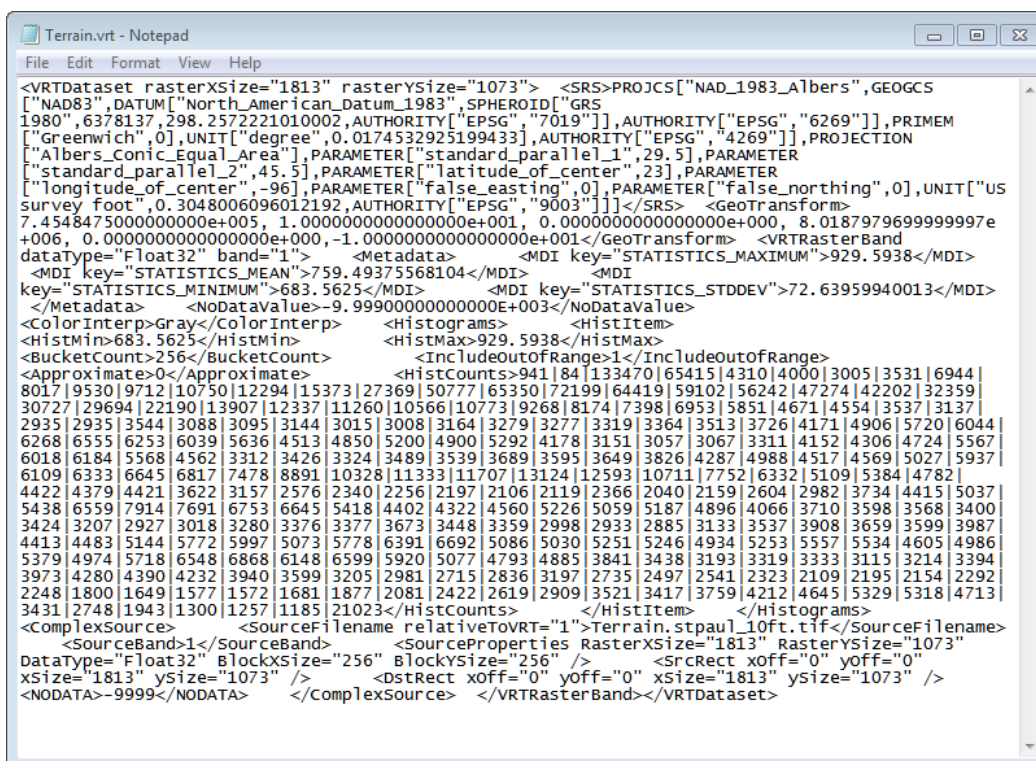 Terrain.vrt - Notepad
File Edit Format View Help
<VRTDataset rasterXSize="1813" rasterYSize="1073"> <SRS>PROJCS["NAD_1983_Albers",GEOGCS
["NAD83",DATUM["North_American_Datum_1983",SPHEROID["GRS
1980",6378137,298.2572221010002,AUTHORITY["EPSG","7019"]],AUTHORITY["EPSG","6269"]],PRIMEM
["Greenwich",0],UNIT["degree",0.0174532925199433],AUTHORITY["EPSG","4269"]],PROJECTION
["Albers_Conic_Equal_Area"],PARAMETER["standard_parallel_1",29.5],PARAMETER
["standard_parallel_2",45.5],PARAMETER["latitude_of_center",23],PARAMETER
["longitude_of_center",-96],PARAMETER["false_easting",0],PARAMETER["false_northing",0],UNIT["US
survey foot",0.3048006096012192,AUTHORITY["EPSG","9003"]]]</SRS> <GeoTransform>
7.4548475000000000e+005, 1.0000000000000000e+001, 0.0000000000000000e+000, 8.0187979699999997e
+006, 0.0000000000000000e+000,-1.0000000000000000e+001</GeoTransform> <VRTRasterBand
dataType="Float32" band="1"> <Metadata> <MDI key="STATISTICS_MAXIMUM">929.5938</MDI>
<MDI key="STATISTICS_MEAN">759.49375568104</MDI> <MDI
key="STATISTICS_MINIMUM">683.5625</MDI> <MDI key="STATISTICS_STDDEV">72.63959940013</MDI>
</Metadata> <NoDataValue>-9.99900000000000E+003</NoDataValue>
<ColorInterp>Gray</ColorInterp> <Histograms> <HistItem>
<HistMin>683.5625</HistMin> <HistMax>929.5938</HistMax>
<BucketCount>256</BucketCount> <IncludeOutOfRange>1</IncludeOutOfRange>
<Approximate>0</Approximate> <HistCounts>941|84|133470|65415|4310|4000|3005|3531|6944|
8017|9530|9712|10750|12294|15373|27369|50777|65350|72199|64419|59102|56242|47274|42202|32359|
30727|29694|22190|13907|12337|11260|10566|10773|9268|8174|7398|6953|5851|4671|4554|3537|3137|
2935|2935|3544|3088|3095|3144|3015|3008|3164|3279|3277|3319|3364|3513|3726|4171|4906|5720|6044|
6268|6555|6253|6039|5636|4513|4850|5200|4900|5292|4178|3151|3057|3067|3311|4152|4306|4724|5567|
6018|6184|5568|4562|3312|3426|3324|3489|3539|3689|3595|3649|3826|4287|4988|4517|4569|5027|5937|
6109|6333|6645|6817|7478|8891|10328|11333|11707|13124|12593|10711|7752|6332|5109|5384|4782|
4422|4379|4421|3622|3157|2576|2340|2256|2197|2106|2119|2366|2040|2159|2604|2982|3734|4415|5037|
5438|6559|7914|7691|6753|6645|5418|4402|4322|4560|5226|5059|5187|4896|4066|3710|3598|3568|3400|
3424|3207|2927|3018|3280|3376|3377|3673|3448|3359|2998|2933|2885|3133|3537|3908|3659|3599|3987|
4413|4483|5144|5772|5997|5073|5778|6391|6692|5086|5030|5251|5246|4934|5253|5557|5534|4605|4986|
5379|4974|5718|6548|6868|6148|6599|5920|5077|4793|4885|3841|3438|3193|3319|3333|3115|3214|3394|
3973|4280|4390|4232|3940|3599|3205|2981|2715|2836|3197|2735|2497|2541|2323|2109|2195|2154|2292|
2248|1800|1649|1577|1572|1681|1877|2081|2422|2619|2909|3521|3417|3759|4212|4645|5329|5318|4713|
3431|2748|1943|1300|1257|1185|21023</HistCounts> </HistItem> </Histograms>
<ComplexSource> <SourceFilename relativeToVRT="1">Terrain.stpaul_10ft.tif</SourceFilename>
<SourceBand>1</SourceBand> <SourceProperties RasterXSize="1813" RasterYSize="1073"
DataType="Float32" BlockXSize="256" BlockYSize="256" /> <SrcRect xOff="0" yOff="0"
xSize="1813" ySize="1073" /> <DstRect xOff="0" yOff="0" xSize="1813" ySize="1073" />
<NODATA>-9999</NODATA> </ComplexSource> </VRTRasterBand></VRTDataset>